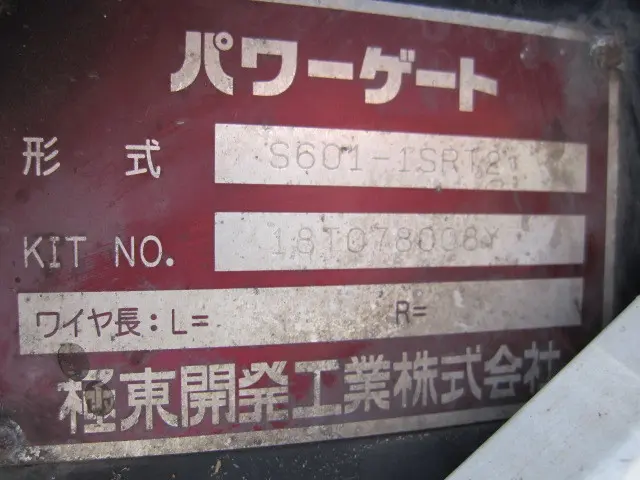 パワーゲート
形 式 S601-1SRT2T
KIT NO. 18T078008Y
ワイヤ長：L= R=
極東開発工業株式会社